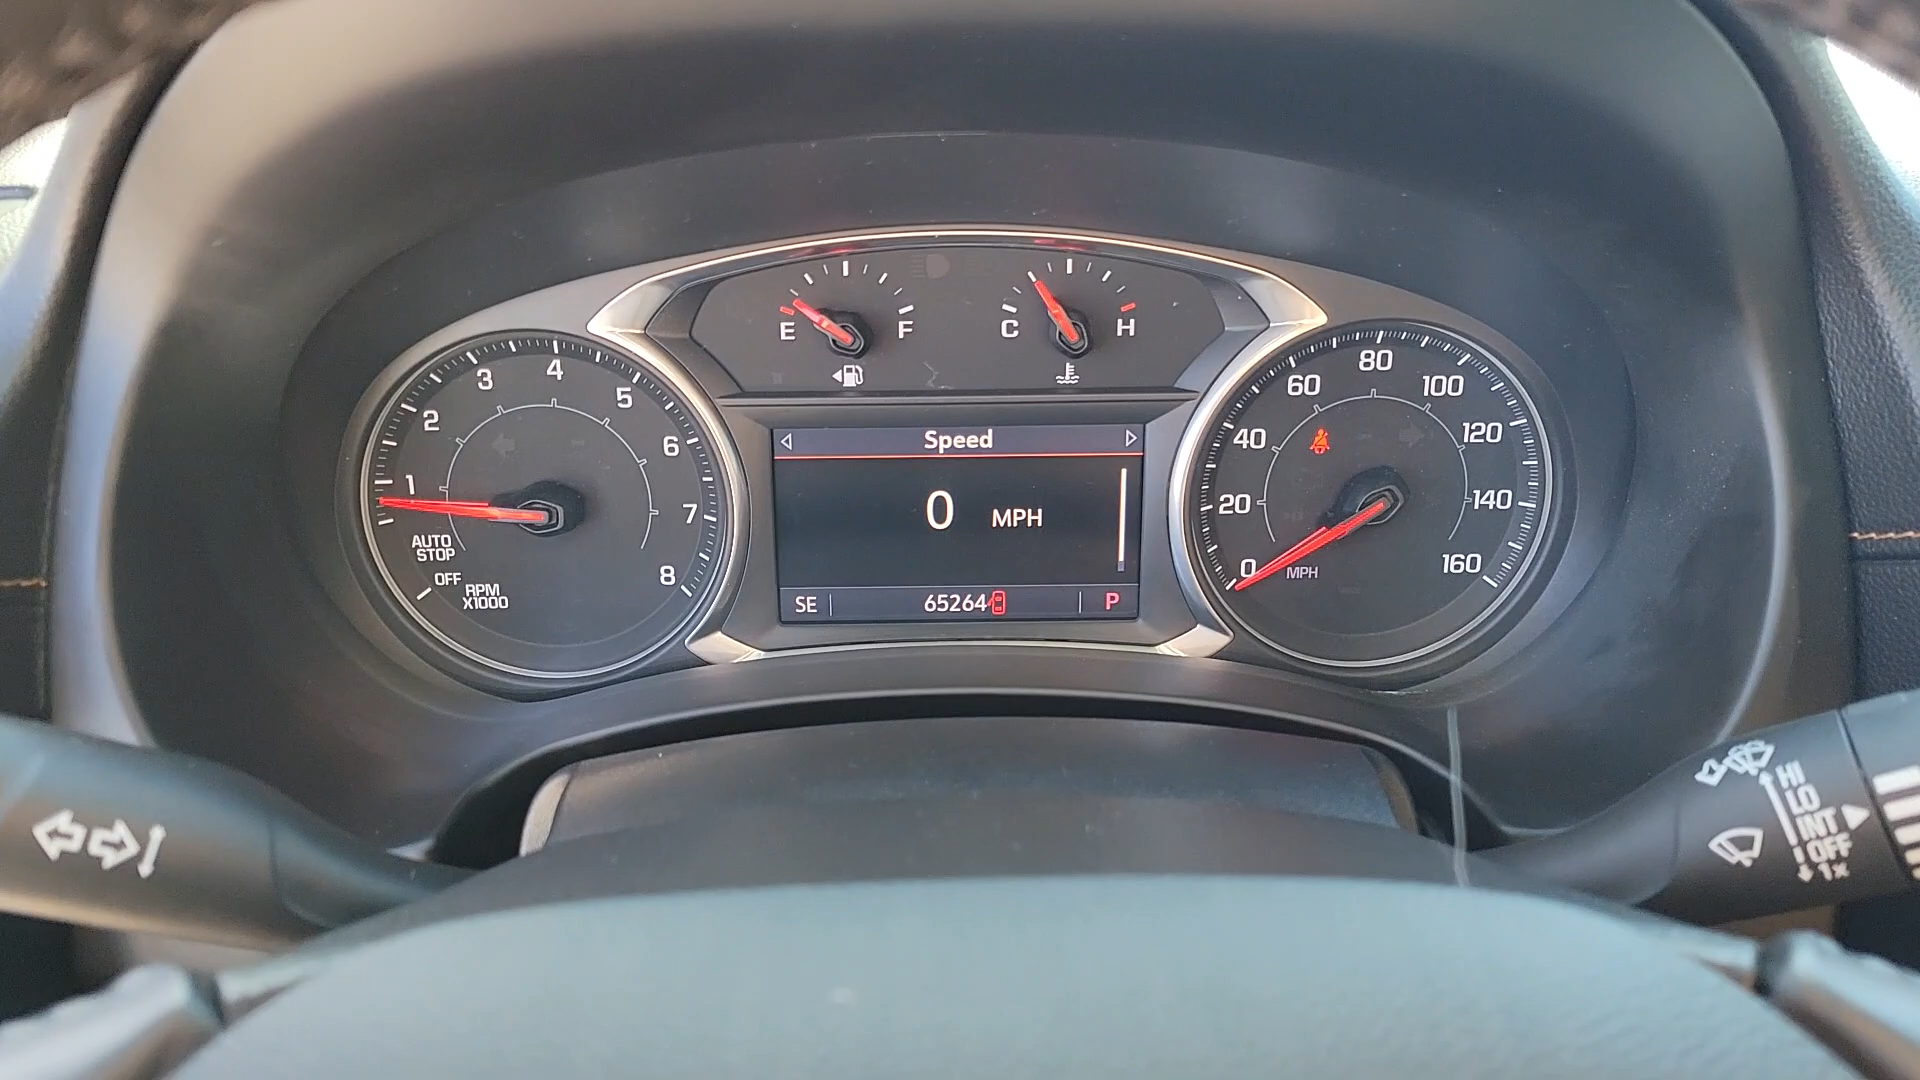 E F
C H
1
2
3
4
5
6
7
8
AUTO
STOP
OFF
RPM
X1000
Speed
0 MPH
SE 65264 P
0
20
40
60
80
100
120
140
160
MPH
HI
LO
INT
OFF
1x